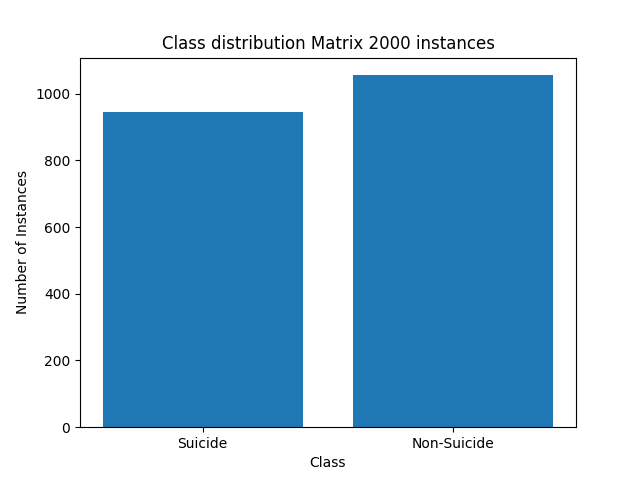 Class distribution Matrix 2000 instances
1000
800
600
400
200
0
Number of Instances
Suicide
Non-Suicide
Class